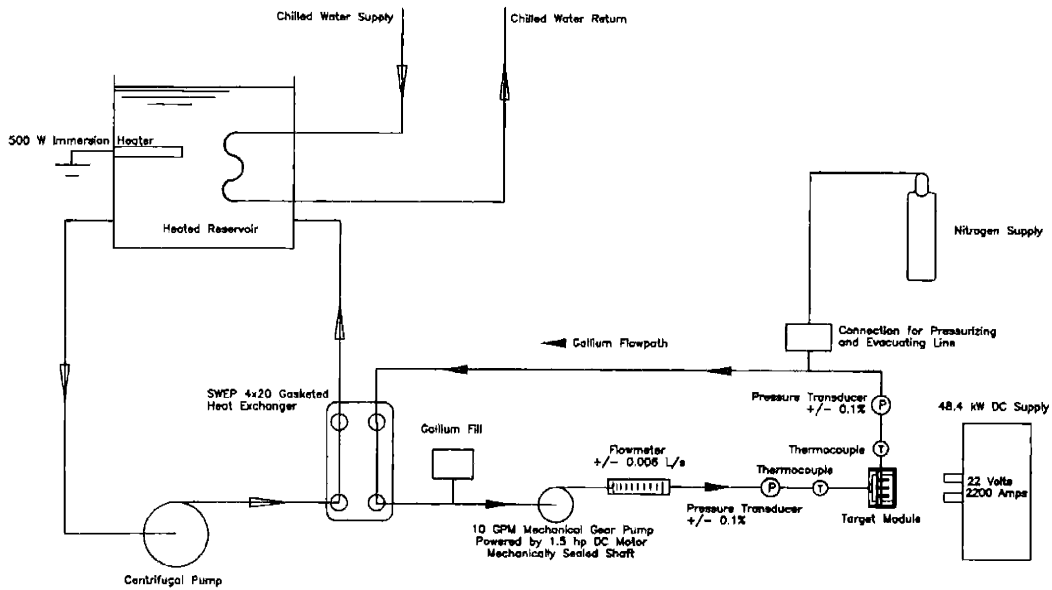 Chilled Water Supply
Chilled Water Return
500 W Immersion Heater
Heated Reservoir
Nitrogen Supply
Connection for Pressurizing
and Evacuating Line
Gallium Flowpath
SWEP 4x20 Gasketed
Heat Exchanger
Pressure Transducer
+/- 0.1%
P
48.4 kW DC Supply
Gallium Fill
Flowmeter
+/- 0.006 L/s
Thermocouple
T
Thermocouple
P
T
22 Volts
2200 Amps
Pressure Transducer
+/- 0.1%
Target Module
10 GPM Mechanical Gear Pump
Powered by 1.5 hp DC Motor
Mechanically Sealed Shaft
Centrifugal Pump